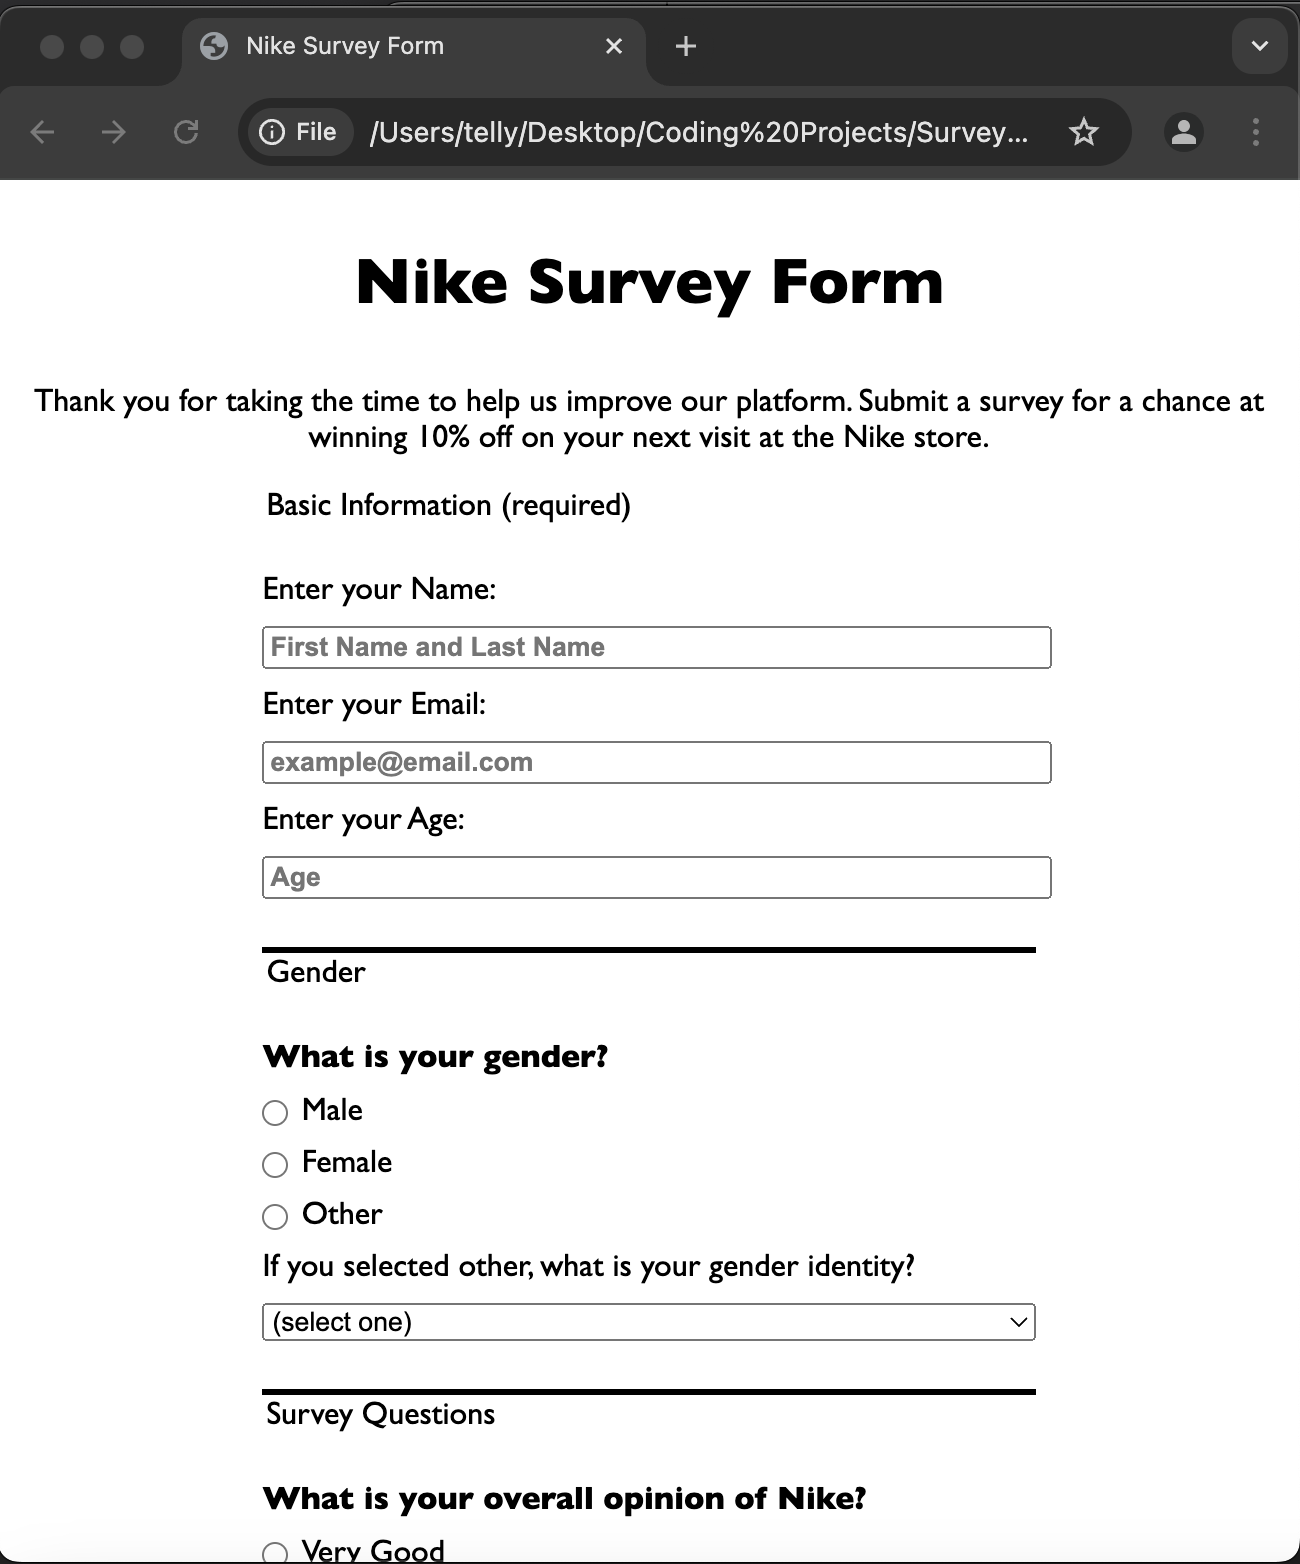 Nike Survey Form
File
/Users/telly/Desktop/Coding%20Projects/Survey...
Nike Survey Form
Thank you for taking the time to help us improve our platform. Submit a survey for a chance at
winning 10% off on your next visit at the Nike store.
Basic Information (required)
Enter your Name:
First Name and Last Name
Enter your Email:
example@email.com
Enter your Age:
Age
Gender
What is your gender?
Male
Female
Other
If you selected other, what is your gender identity?
(select one)
Survey Questions
What is your overall opinion of Nike?
Very Good